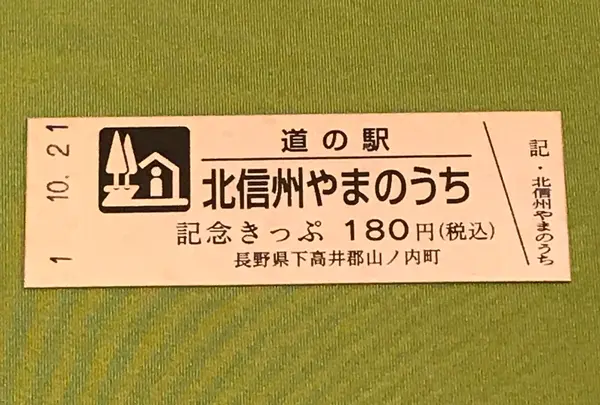 1 10.21
道の駅
北信州やまのうち
記念きっぷ 180円(税込)
長野県下高井郡山ノ内町
記・北信州やまのうち